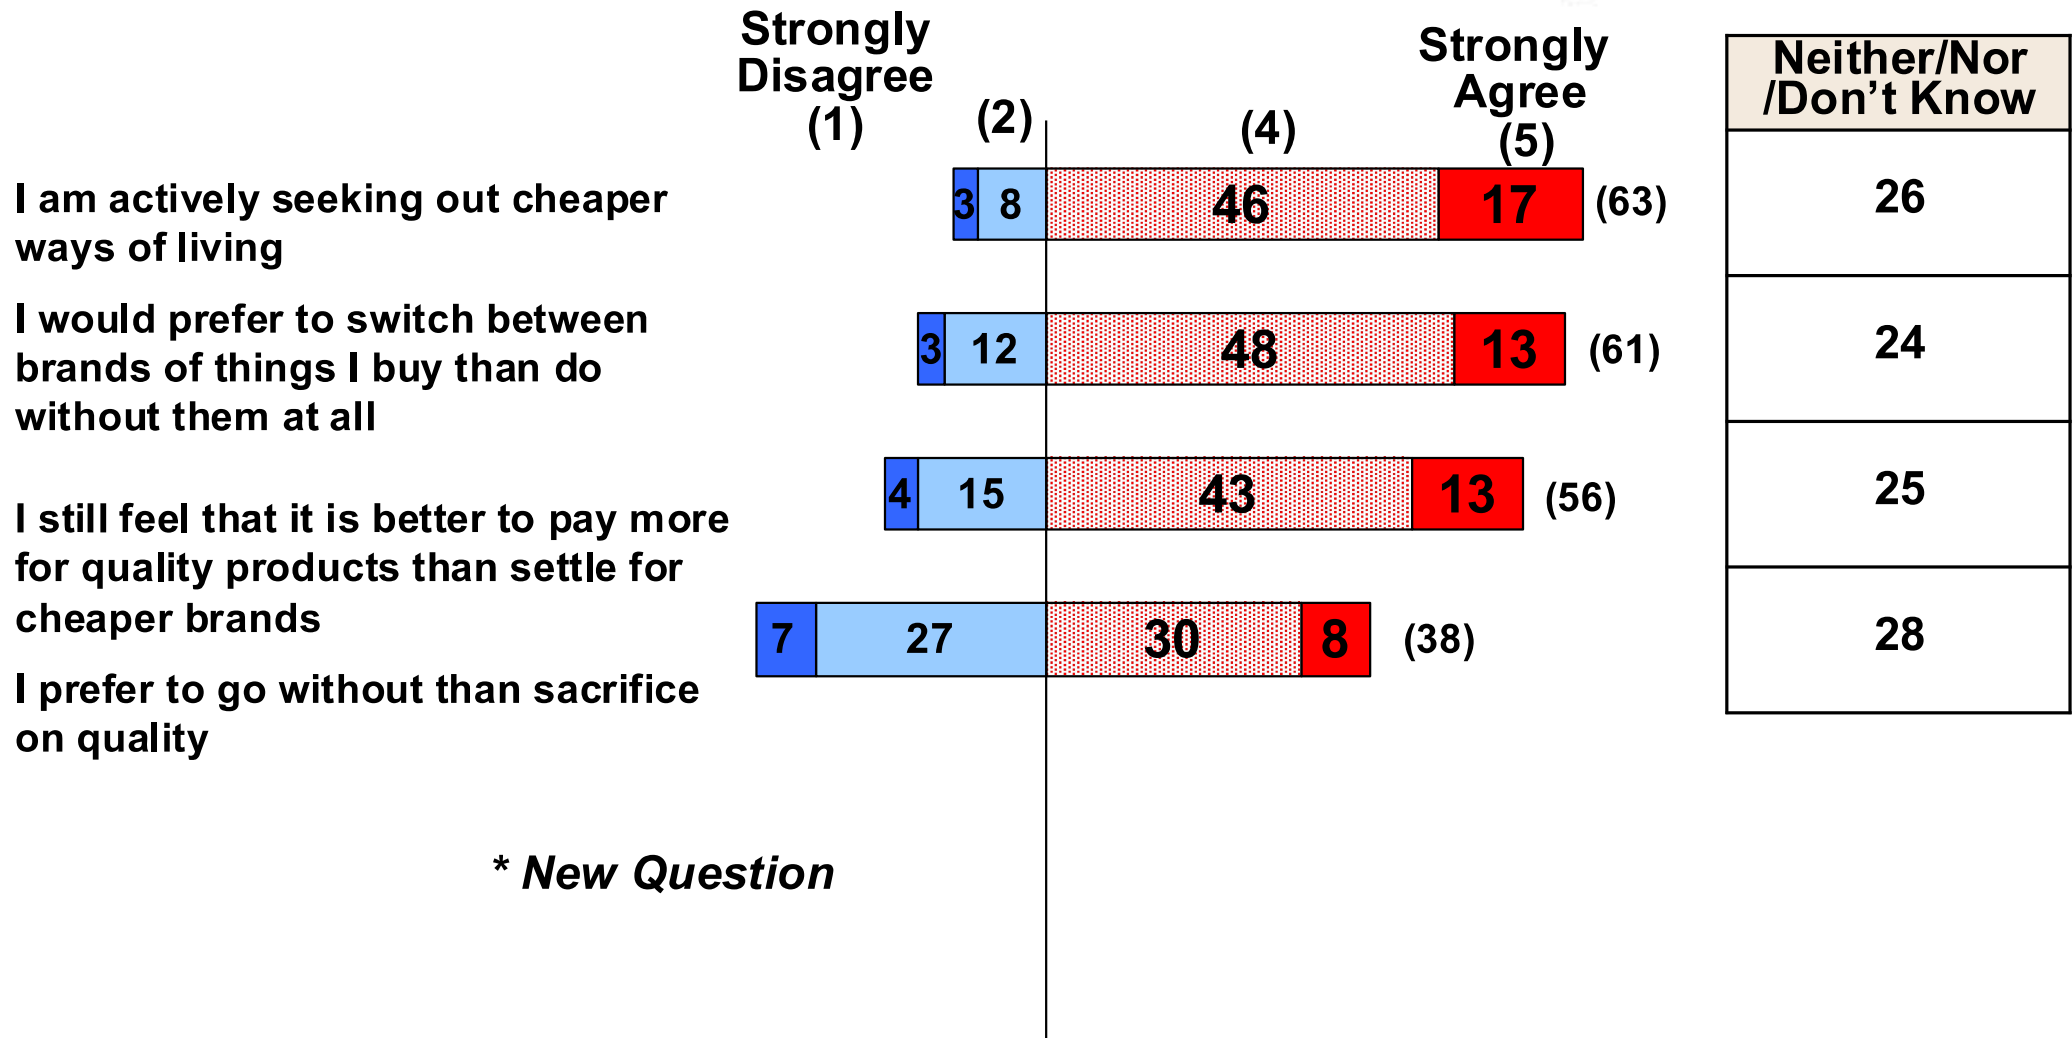 Strongly
Disagree
(1)
(2)
(4)
Strongly
Agree
(5)
Neither/Nor
/Don't Know
I am actively seeking out cheaper
ways of living
3 8 46 17 (63) 26
I would prefer to switch between
brands of things I buy than do
without them at all
3 12 48 13 (61) 24
I still feel that it is better to pay more
for quality products than settle for
cheaper brands
4 15 43 13 (56) 25
I prefer to go without than sacrifice
on quality
7 27 30 8 (38) 28
* New Question